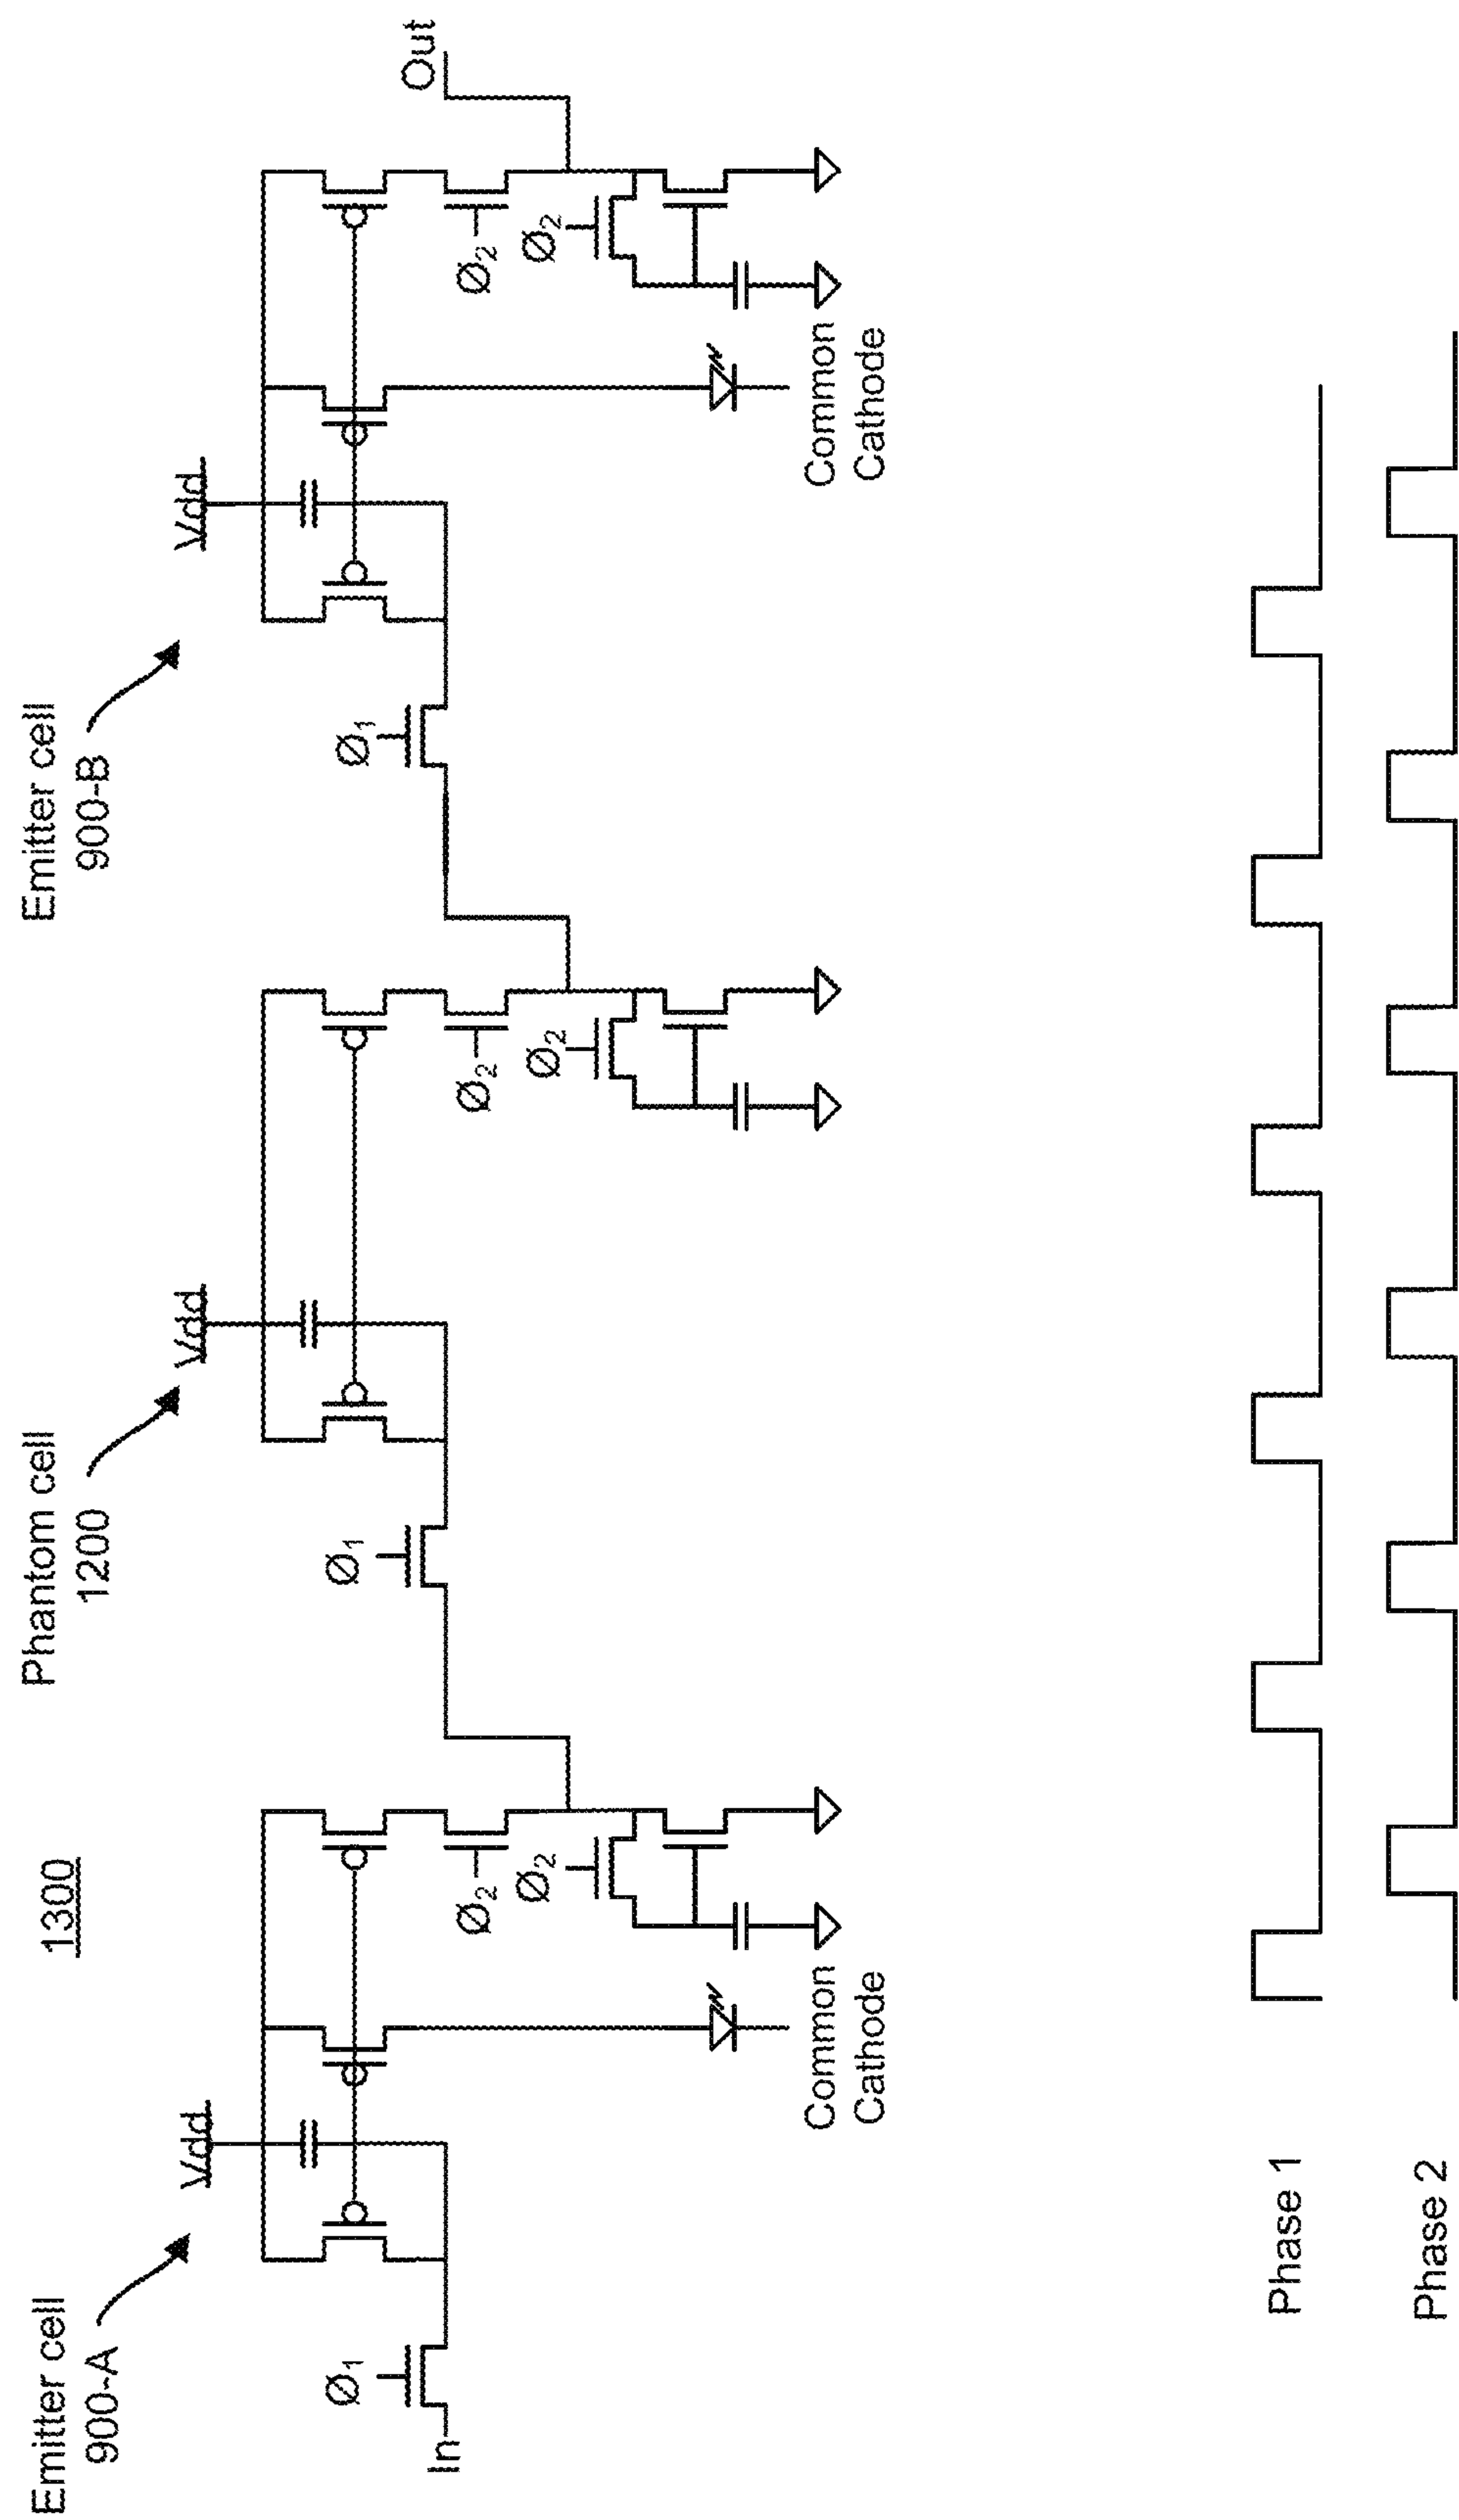 1300
Emitter cell
900-A
Phantom cell
1200
Emitter cell
900-B
Vdd
Vdd
Vdd
In
Ø1
Ø1
Ø1
Ø2
Ø2
Ø2
Ø2
Ø2
Ø2
Out
Common
Cathode
Common
Cathode
Phase 1
Phase 2